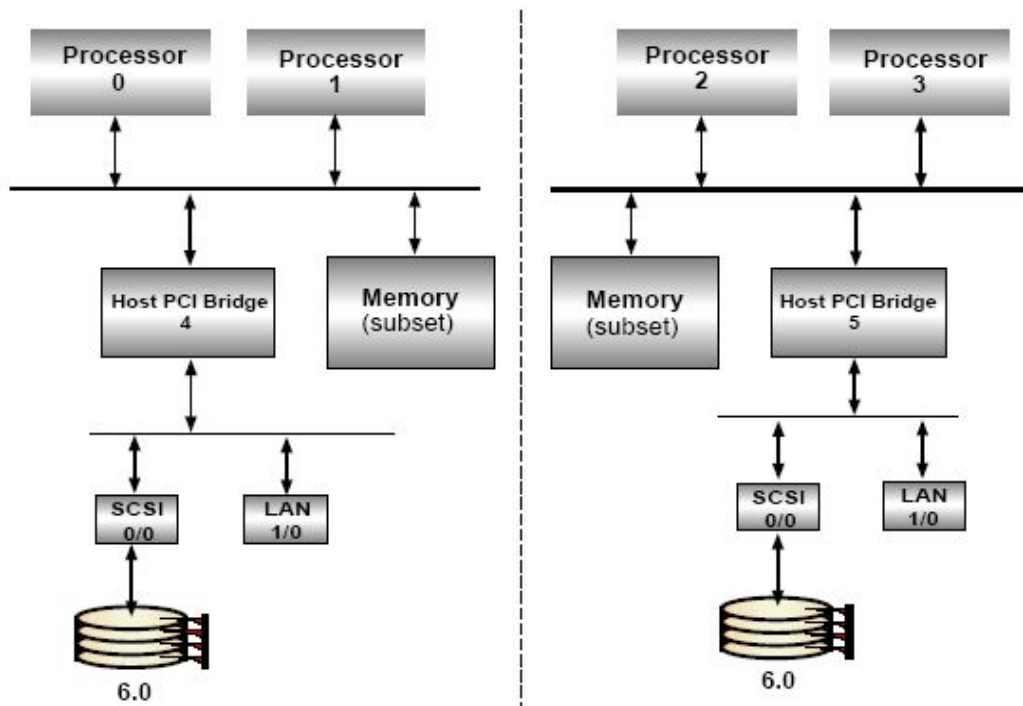 Processor
0
Processor
1
Processor
2
Processor
3
Host PCI Bridge
4
Memory
(subset)
Memory
(subset)
Host PCI Bridge
5
SCSI
0/0
LAN
1/0
SCSI
0/0
LAN
1/0
6.0
6.0